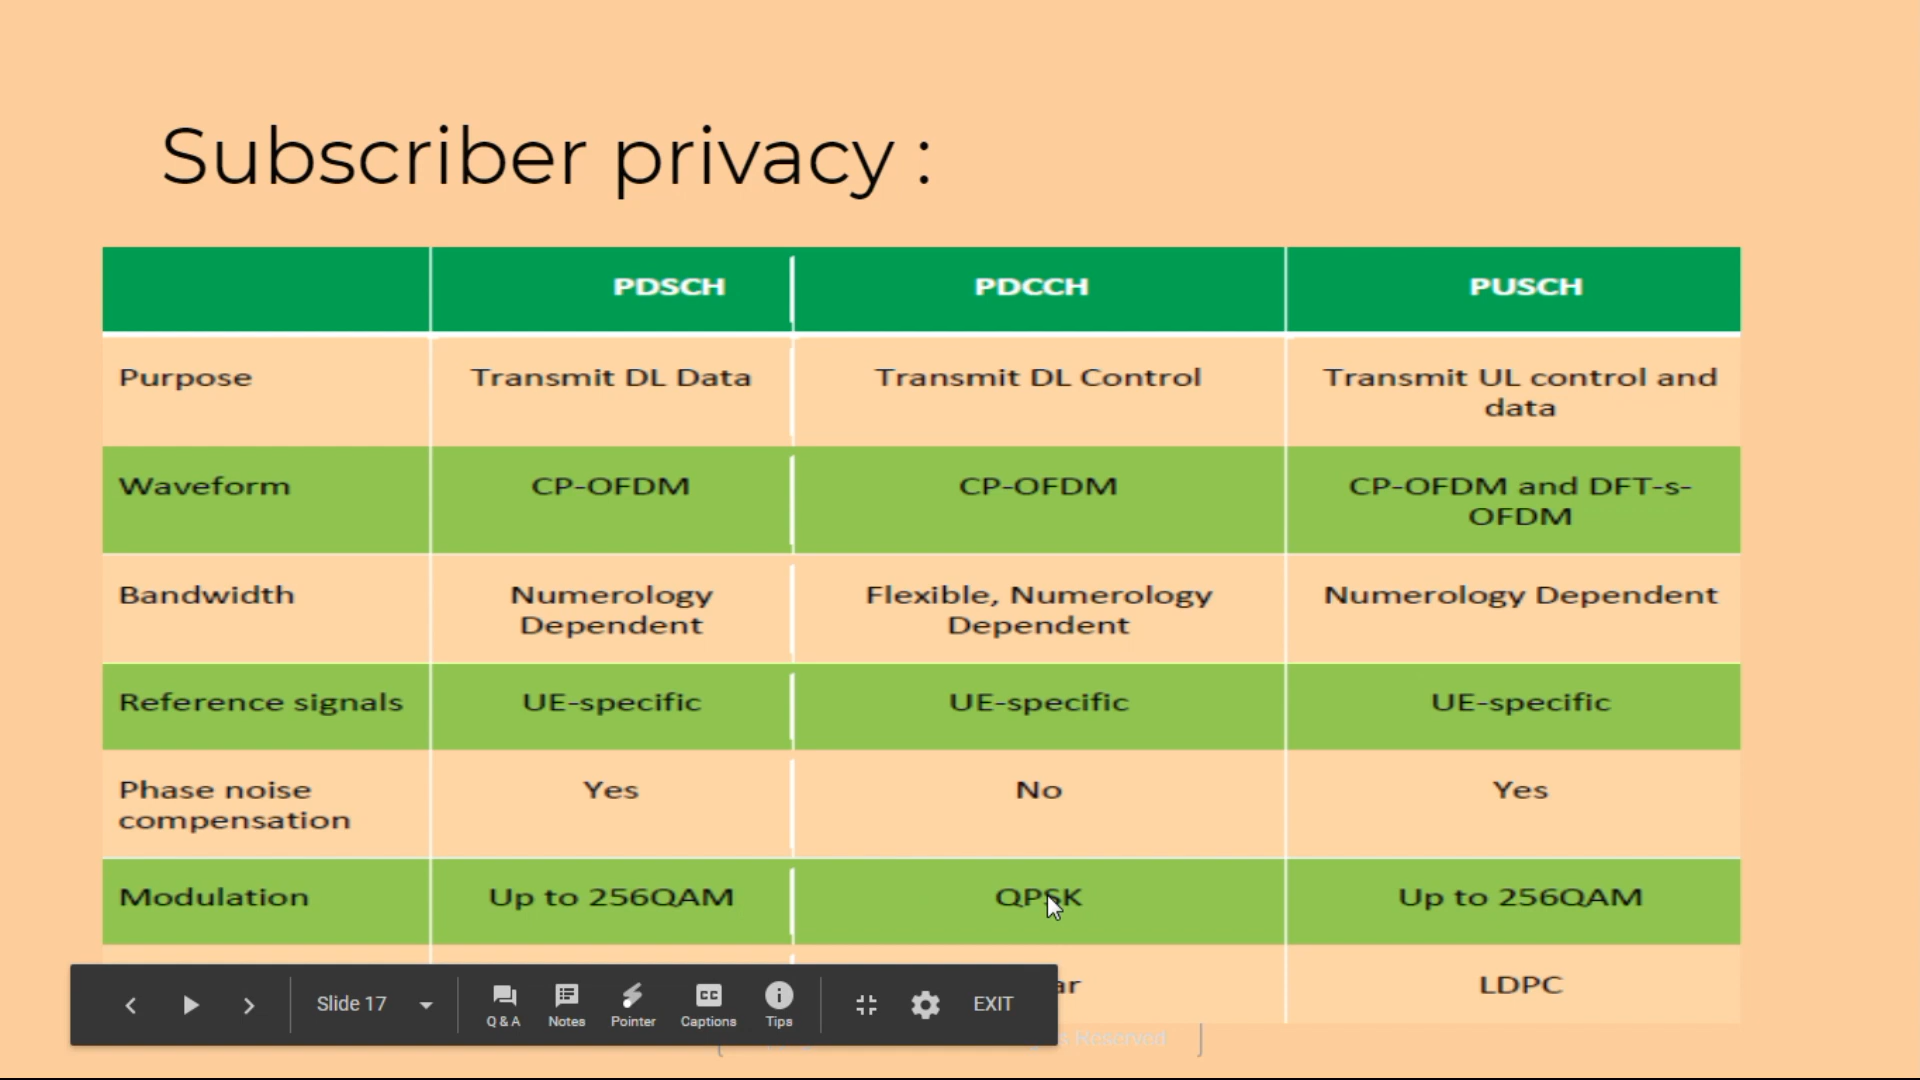 Subscriber privacy :
PDSCH PDCCH PUSCH
Purpose Transmit DL Data Transmit DL Control Transmit UL control and
data
Waveform CP-OFDM CP-OFDM CP-OFDM and DFT-s-
OFDM
Bandwidth Numerology Flexible, Numerology Numerology Dependent
Dependent Dependent
Reference signals UE-specific UE-specific UE-specific
Phase noise Yes No Yes
compensation
Modulation Up to 256QAM QPSK Up to 256QAM
ar LDPC
Slide 17 Q & A Notes Pointer CC Captions Tips EXIT
Reserved